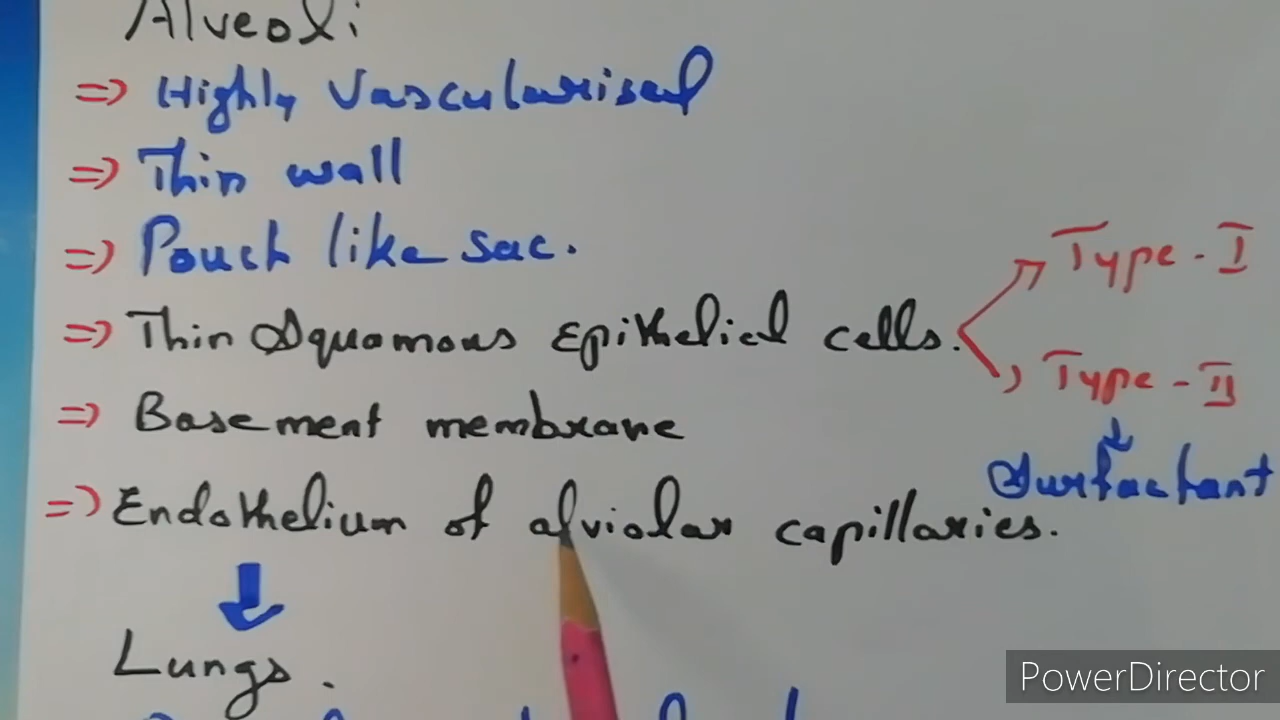 Alveoli
=> Highly Vascularised
=> Thin wall
=> Pouch like sac.
=> Thin Squamous Epithelial cells.
Type - I
Type - II
Surfactant
=> Basement membrane
=> Endothelium of alviolar capillaries.
Lungs.
PowerDirector